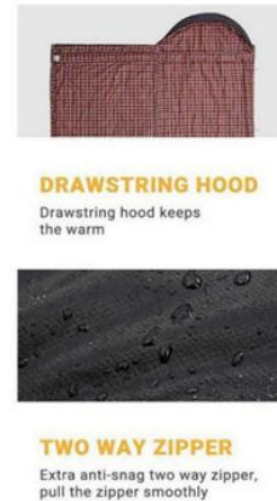 DRAWSTRING HOOD
Drawstring hood keeps
the warm
TWO WAY ZIPPER
Extra anti-snag two way zipper,
pull the zipper smoothly